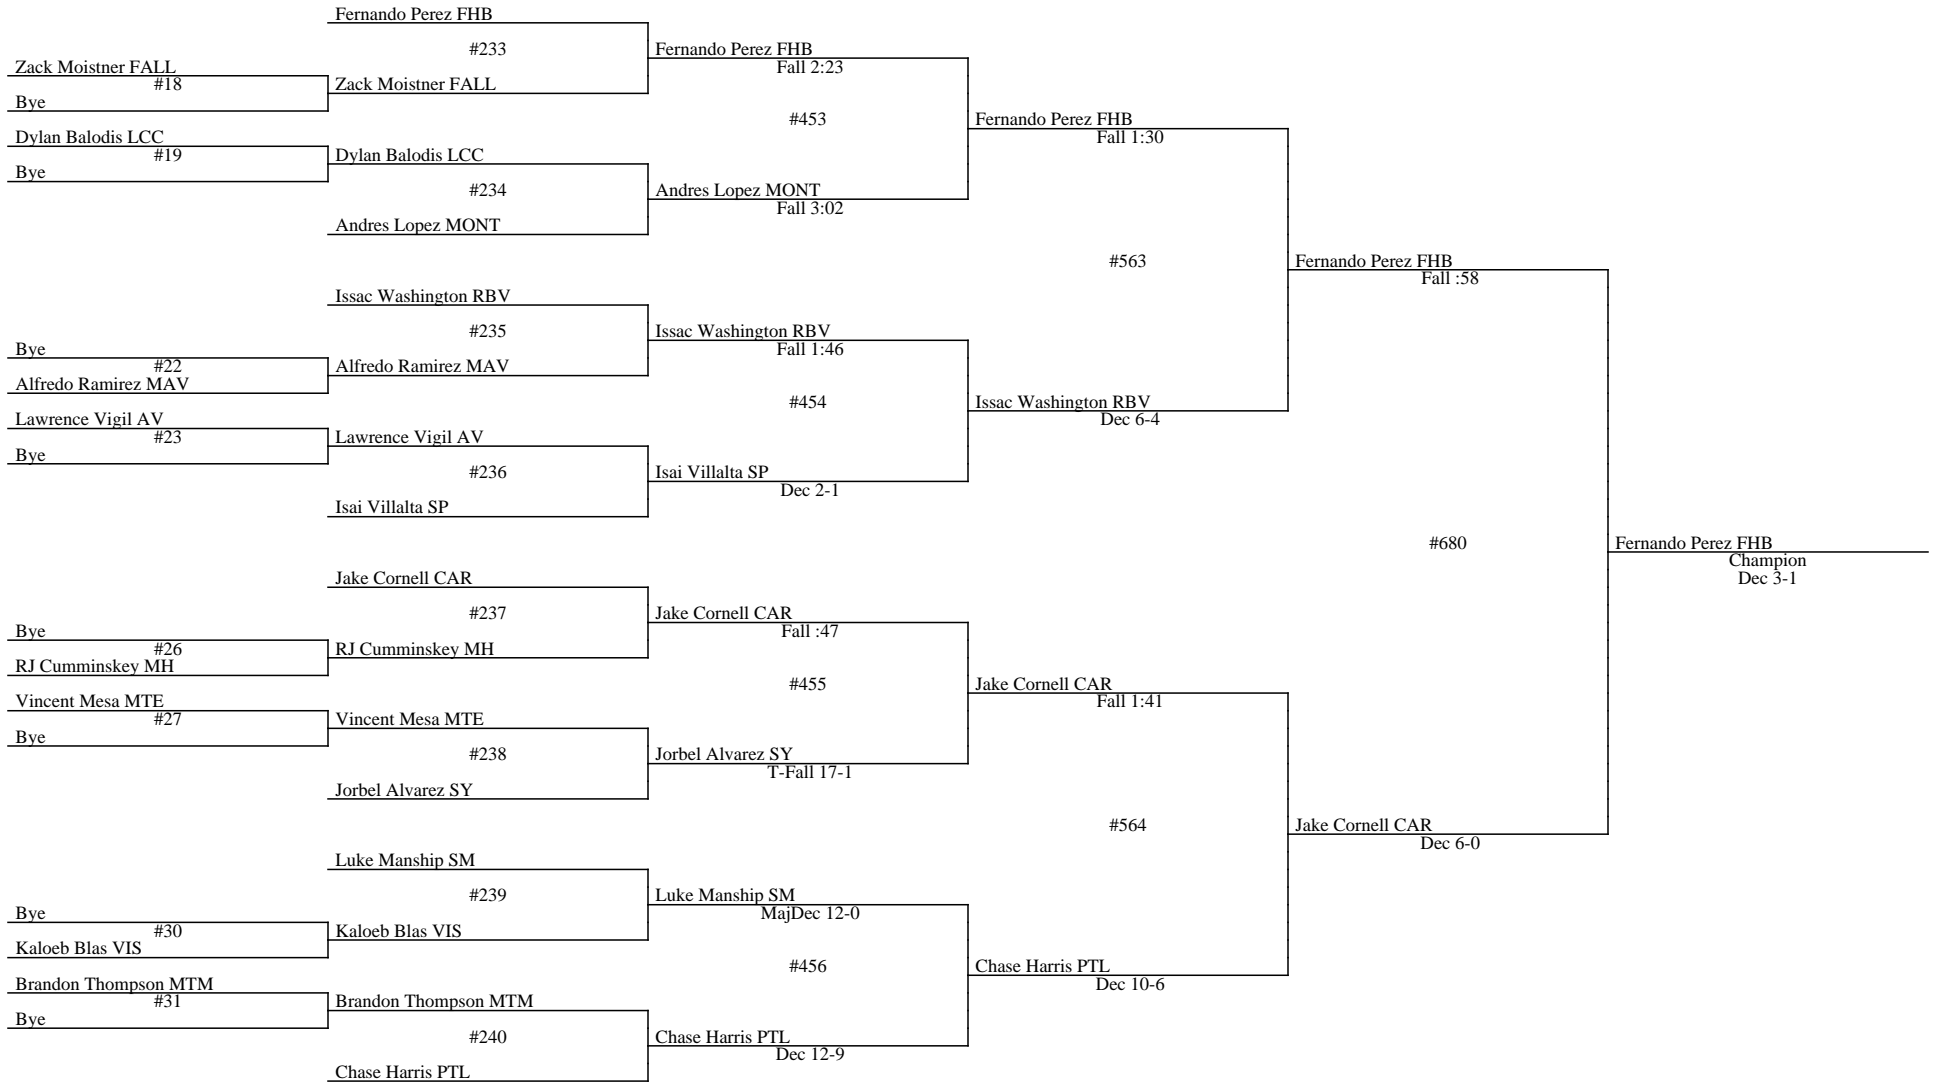 Fernando Perez FHB
#233
Fernando Perez FHB
Fall 2:23
Zack Moistner FALL
#18
Zack Moistner FALL
Bye
#453
Fernando Perez FHB
Fall 1:30
Dylan Balodis LCC
#19
Dylan Balodis LCC
Bye
#234
Andres Lopez MONT
Fall 3:02
Andres Lopez MONT
#563
Fernando Perez FHB
Fall :58
Issac Washington RBV
#235
Issac Washington RBV
Fall 1:46
Bye
#22
Alfredo Ramirez MAV
Alfredo Ramirez MAV
#454
Issac Washington RBV
Dec 6-4
Lawrence Vigil AV
#23
Lawrence Vigil AV
Bye
#236
Isai Villalta SP
Dec 2-1
Isai Villalta SP
#680
Fernando Perez FHB
Champion
Dec 3-1
Jake Cornell CAR
#237
Jake Cornell CAR
Fall :47
Bye
#26
RJ Cumminskey MH
RJ Cumminskey MH
#455
Jake Cornell CAR
Fall 1:41
Vincent Mesa MTE
#27
Vincent Mesa MTE
Bye
#238
Jorbel Alvarez SY
T-Fall 17-1
Jorbel Alvarez SY
#564
Jake Cornell CAR
Dec 6-0
Luke Manship SM
#239
Luke Manship SM
MajDec 12-0
Bye
#30
Kaloeb Blas VIS
Kaloeb Blas VIS
#456
Chase Harris PTL
Dec 10-6
Brandon Thompson MTM
#31
Brandon Thompson MTM
Bye
#240
Chase Harris PTL
Dec 12-9
Chase Harris PTL